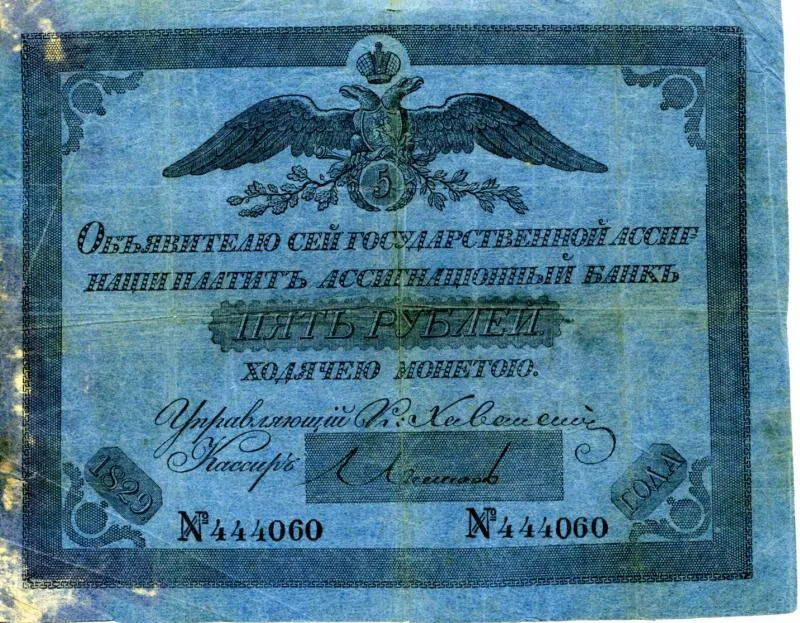 5
Объявителю сей государственной ассиг
націи платитъ ассигнаціонный банкъ
ПЯТЬ РУБЛЕЙ
ходячею монетою.
Управляющій К:
Кассиръ
1829 ГОДА
№444060 №444060